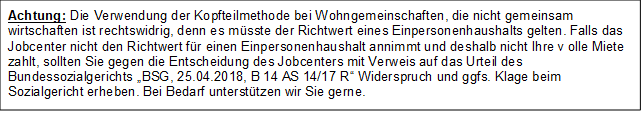 Achtung: Die Verwendung der Kopfteilmethode bei Wohngemeinschaften, die nicht gemeinsam
wirtschaften ist rechtswidrig, denn es müsste der Richtwert eines Einpersonenhaushalts gelten. Falls das
Jobcenter nicht den Richtwert für einen Einpersonenhaushalt annimmt und deshalb nicht Ihre v olle Miete
zahlt, sollten Sie gegen die Entscheidung des Jobcenters mit Verweis auf das Urteil des
Bundessozialgerichts „BSG, 25.04.2018, B 14 AS 14/17 R“ Widerspruch und ggfs. Klage beim
Sozialgericht erheben. Bei Bedarf unterstützen wir Sie gerne.